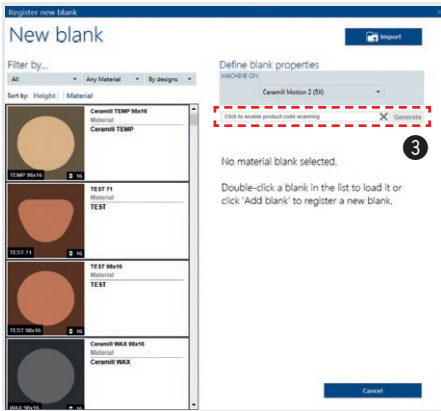 Register new blank
New blank
Import
Filter by...
All
Any Material
By designs
Sort by: Height Material
Define blank properties
MACHINE ON
Ceramill Motion 2 (5X)
Click to enable product code scanning
Generate
3
Ceramill TEMP 98x16
Material
Ceramill TEMP
TEMP 98x16 16
TEST 71
Material
TEST
TEST 71 16
TEST 98x16
Material
TEST
TEST 98x16 16
Ceramill WAX 98x16
Material
Ceramill WAX
WAX 98x16 16
No material blank selected.
Double-click a blank in the list to load it or
click 'Add blank' to register a new blank.
Cancel